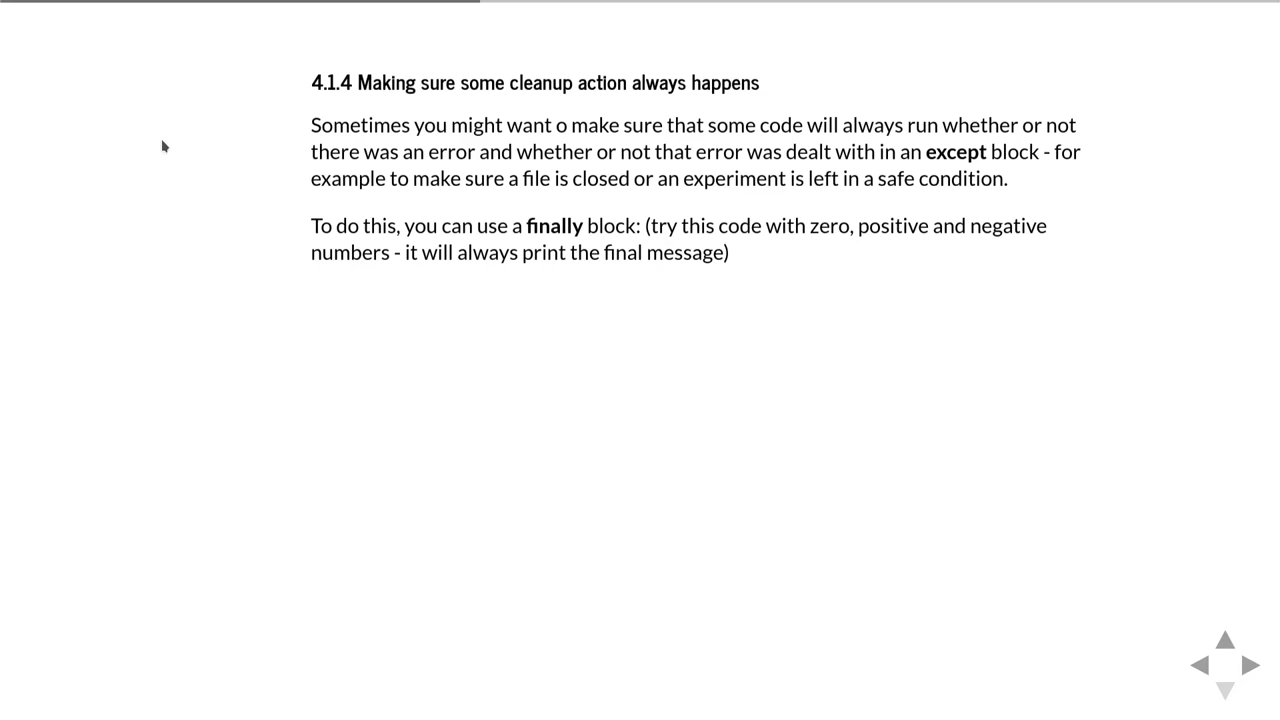 4.1.4 Making sure some cleanup action always happens
Sometimes you might want o make sure that some code will always run whether or not
there was an error and whether or not that error was dealt with in an except block - for
example to make sure a file is closed or an experiment is left in a safe condition.
To do this, you can use a finally block: (try this code with zero, positive and negative
numbers - it will always print the final message)